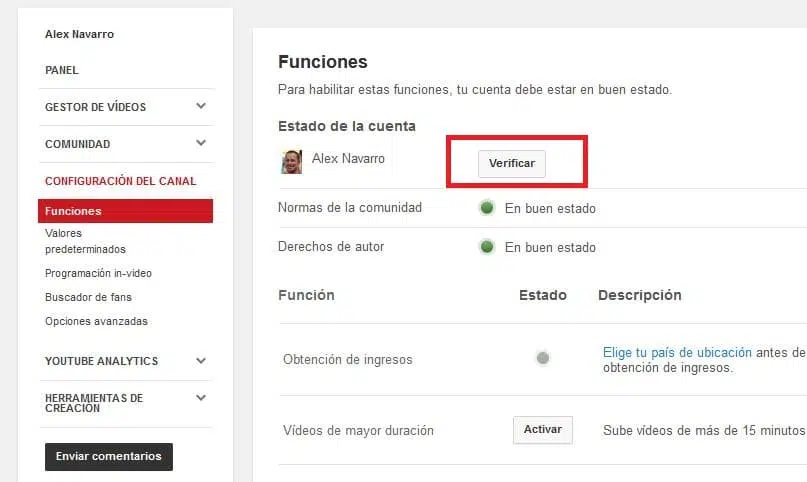 Alex Navarro
PANEL
GESTOR DE VÍDEOS
COMUNIDAD
CONFIGURACIÓN DEL CANAL
Funciones
Valores
predeterminados
Programación in-video
Buscador de fans
Opciones avanzadas
YOUTUBE ANALYTICS
HERRAMIENTAS DE
CREACIÓN
Enviar comentarios
Funciones
Para habilitar estas funciones, tu cuenta debe estar en buen estado.
Estado de la cuenta
Alex Navarro Verificar
Normas de la comunidad En buen estado
Derechos de autor En buen estado
Función Estado Descripción
Obtención de ingresos Elige tu país de ubicación antes de
obtención de ingresos.
Vídeos de mayor duración Activar Sube vídeos de más de 15 minutos